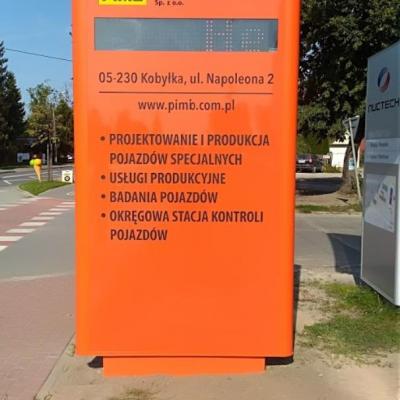 PIMB
Sp. z o.o.
05-230 Kobyłka, ul. Napoleona 2
www.pimb.com.pl
• PROJEKTOWANIE I PRODUKCJA
POJAZDÓW SPECJALNYCH
• USŁUGI PRODUKCYJNE
• BADANIA POJAZDÓW
• OKRĘGOWA STACJA KONTROLI
POJAZDÓW
NUCTECH